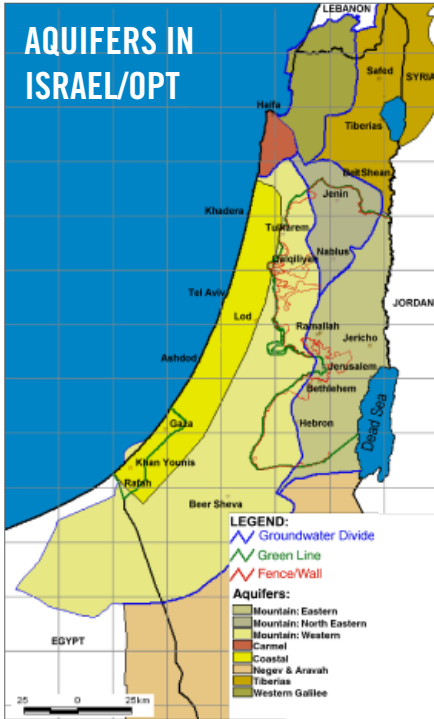 AQUIFERS IN
ISRAEL/OPT
LEBANON
Safed
SYRIA
Haifa
Tiberias
BeitShean
Jenin
Khadera
Tulkarem
Qalqiliyah
Nablus
Tel Aviv
JORDAN
Lod
Ramallah
Jericho
Ashdod
Jerusalem
Bethlehem
Dead Sea
Gaza
Hebron
Khan Younis
Rafah
Beer Sheva
LEGEND:
Groundwater Divide
Green Line
Fence/Wall
Aquifers:
Mountain: Eastern
Mountain: North Eastern
Mountain: Western
Carmel
Coastal
Negev & Aravah
Tiberias
Western Galilee
EGYPT
25 0 25km